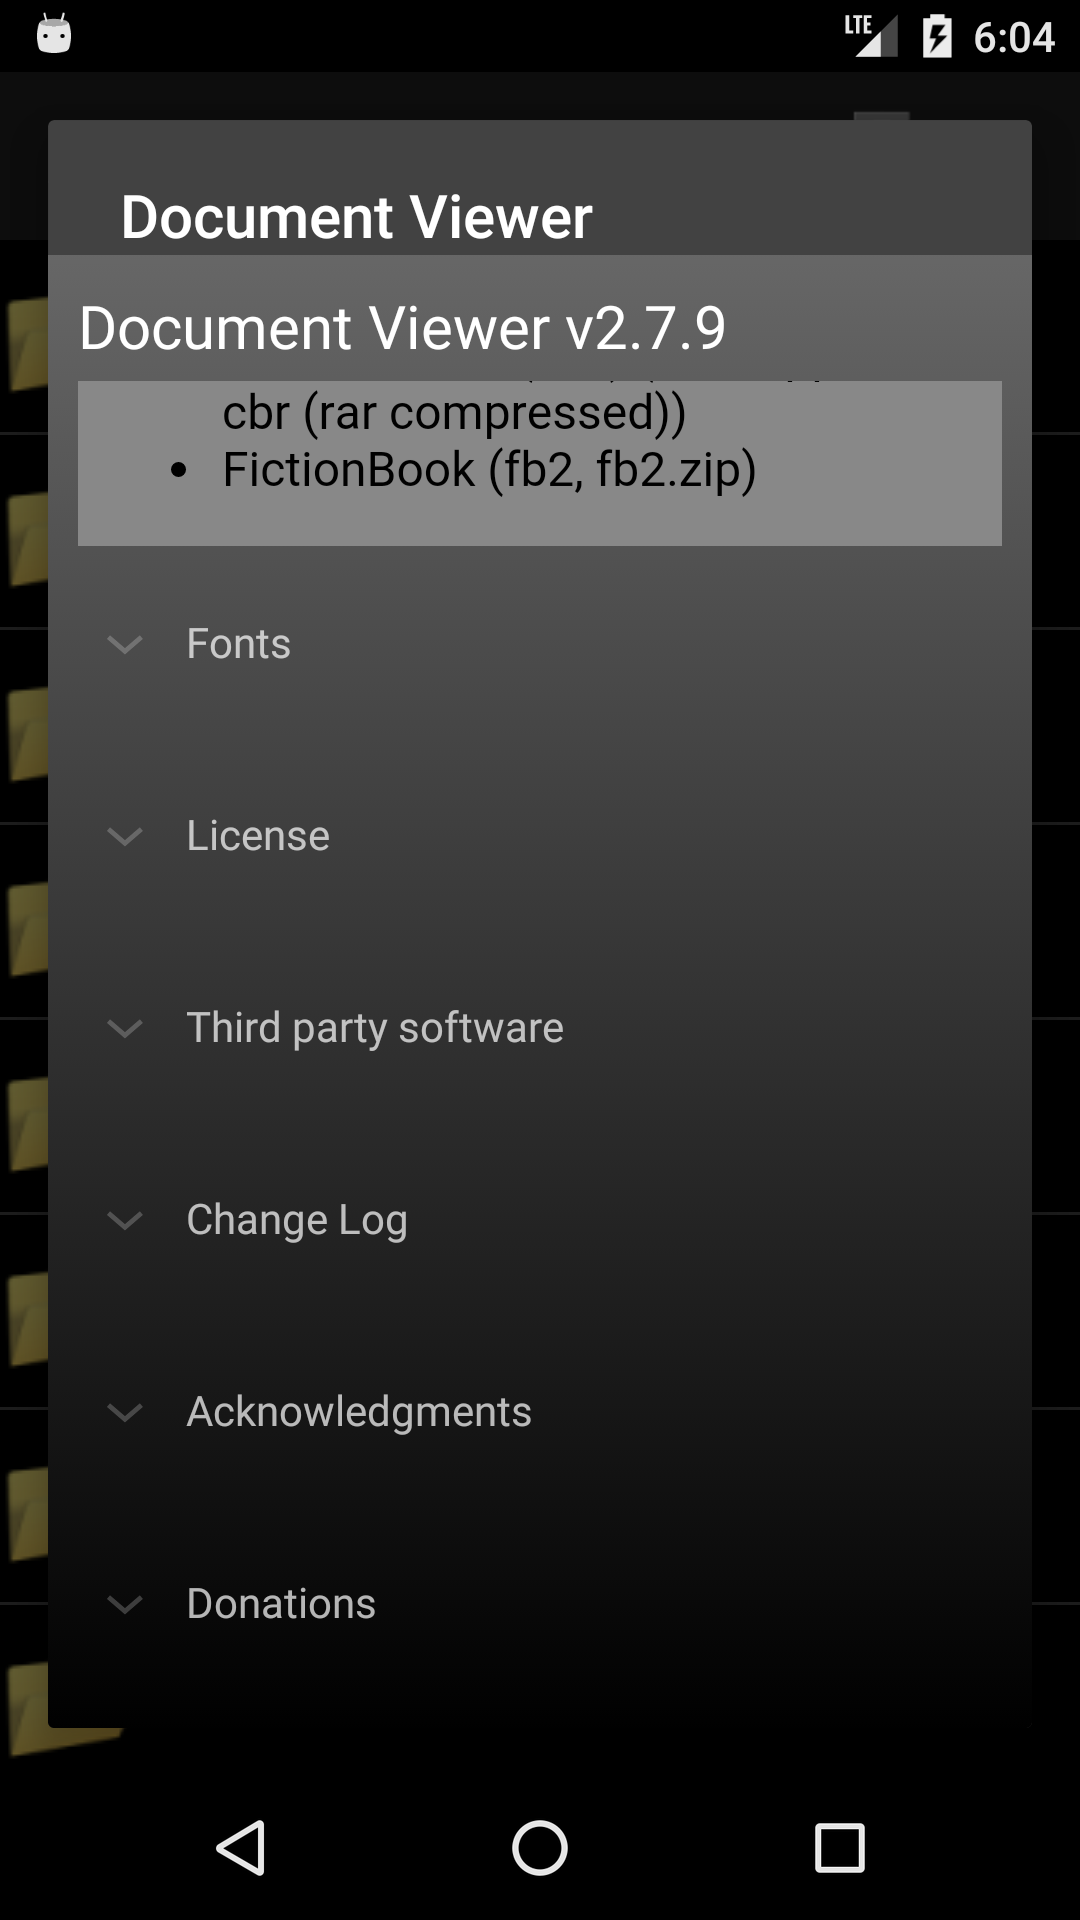 LTE 6:04
Document Viewer
Document Viewer v2.7.9
cbr (rar compressed))
• FictionBook (fb2, fb2.zip)
Fonts
License
Third party software
Change Log
Acknowledgments
Donations